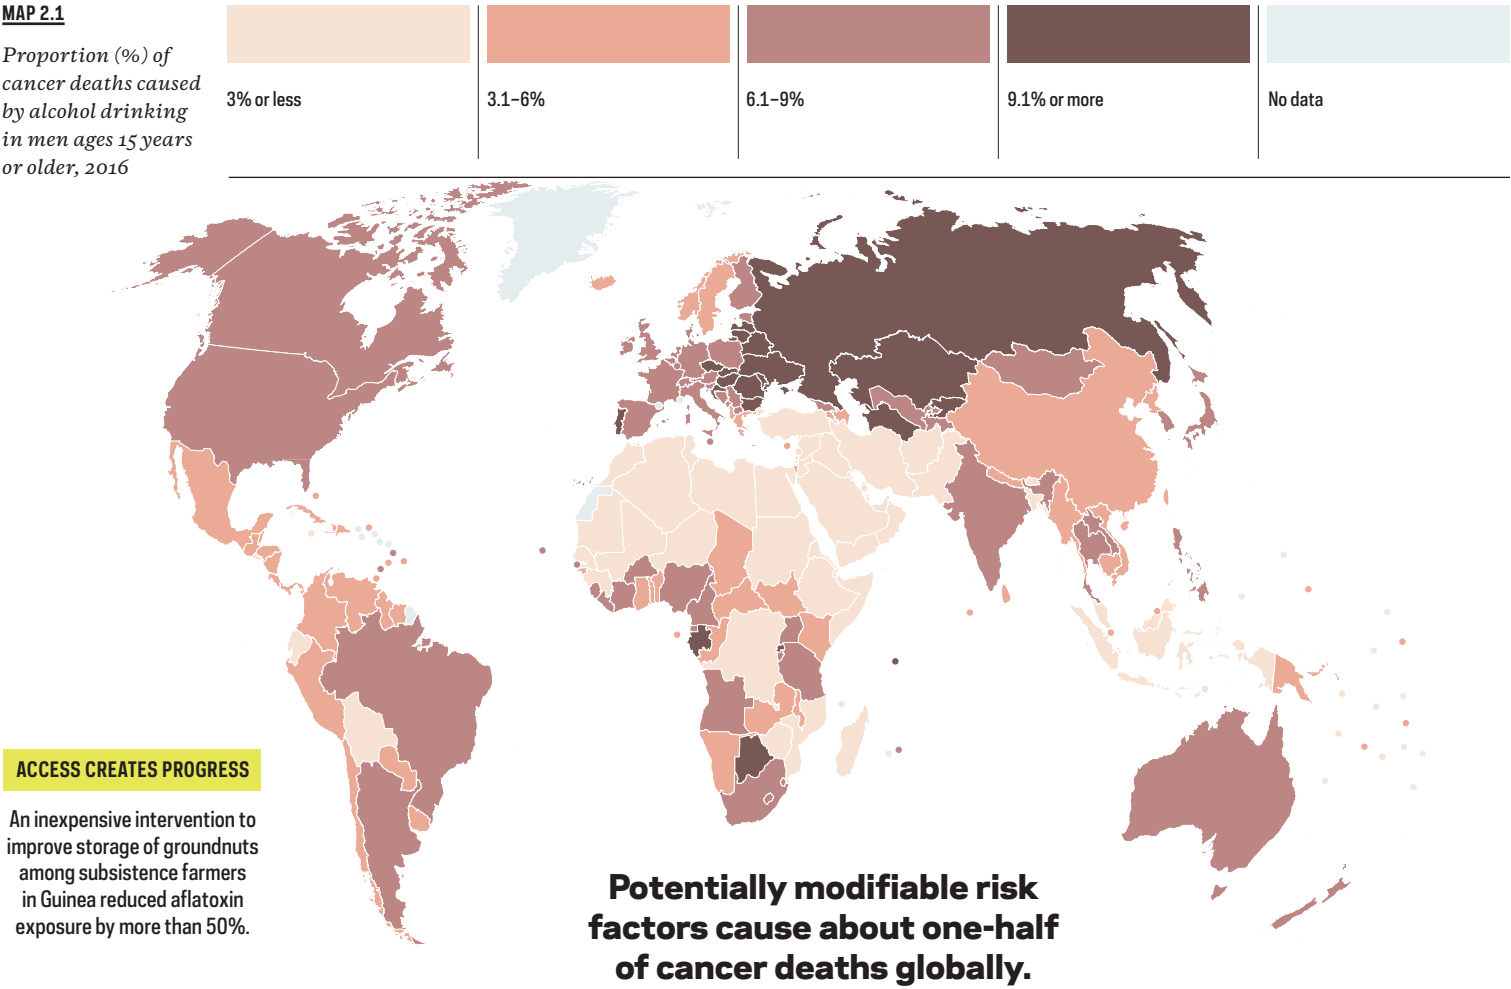 MAP 2.1
Proportion (%) of
cancer deaths caused
by alcohol drinking
in men ages 15 years
or older, 2016
3% or less
3.1–6%
6.1–9%
9.1% or more
No data
ACCESS CREATES PROGRESS
An inexpensive intervention to
improve storage of groundnuts
among subsistence farmers
in Guinea reduced aflatoxin
exposure by more than 50%.
Potentially modifiable risk
factors cause about one-half
of cancer deaths globally.